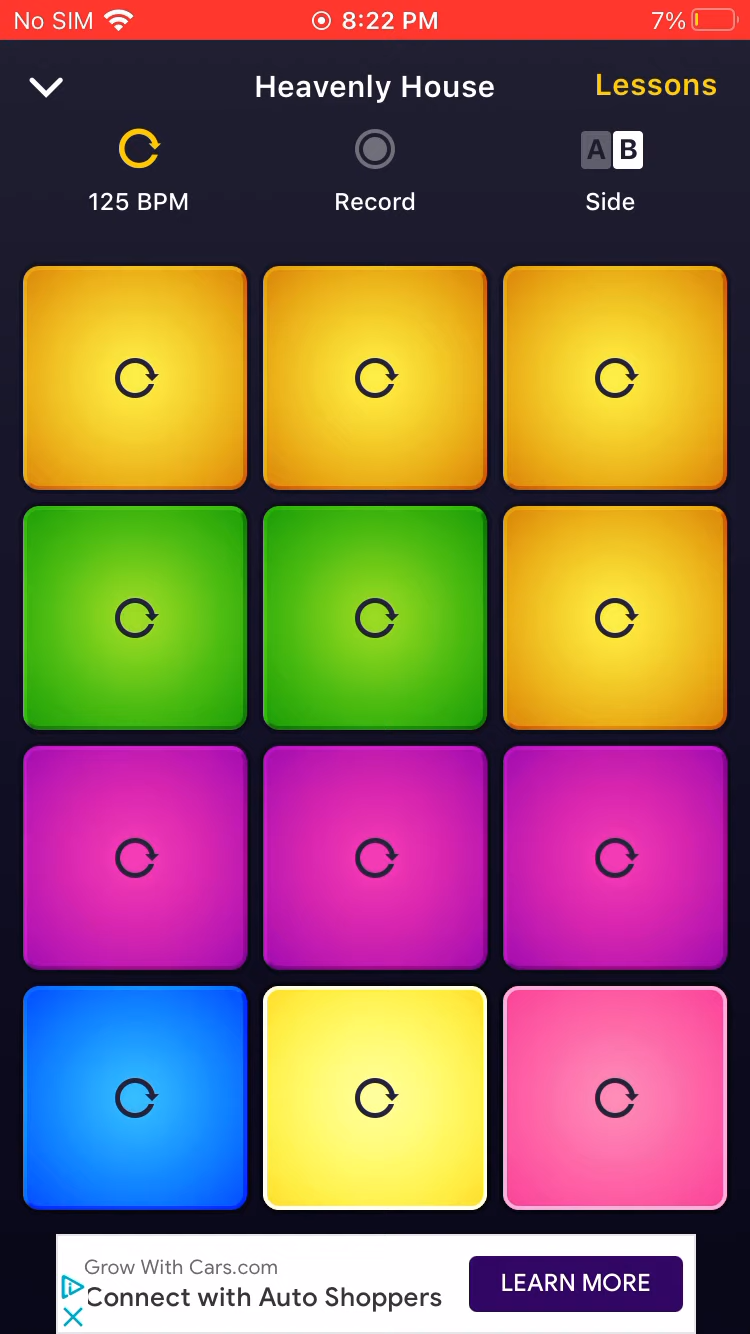 No SIM 8:22 PM 7%
Heavenly House Lessons
A B
125 BPM Record Side
Grow With Cars.com
Connect with Auto Shoppers
LEARN MORE